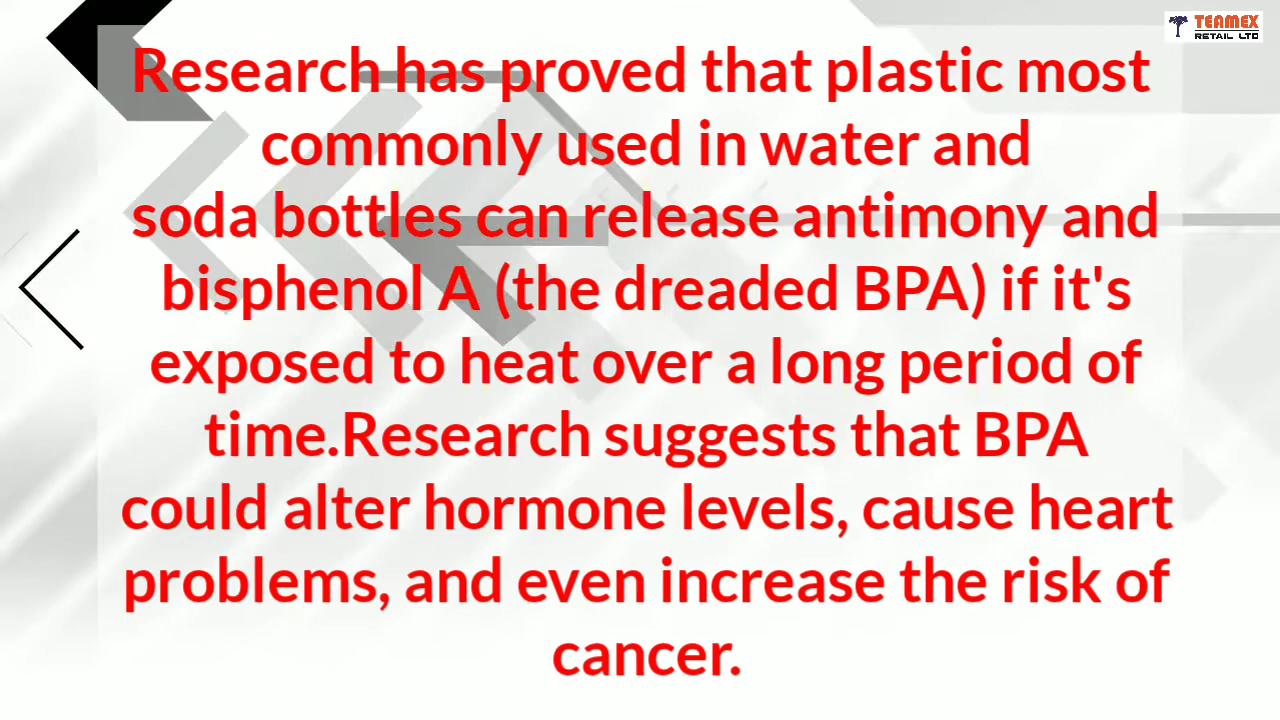 TEAMEX
RETAIL LTD
Research has proved that plastic most
commonly used in water and
soda bottles can release antimony and
bisphenol A (the dreaded BPA) if it's
exposed to heat over a long period of
time.Research suggests that BPA
could alter hormone levels, cause heart
problems, and even increase the risk of
cancer.